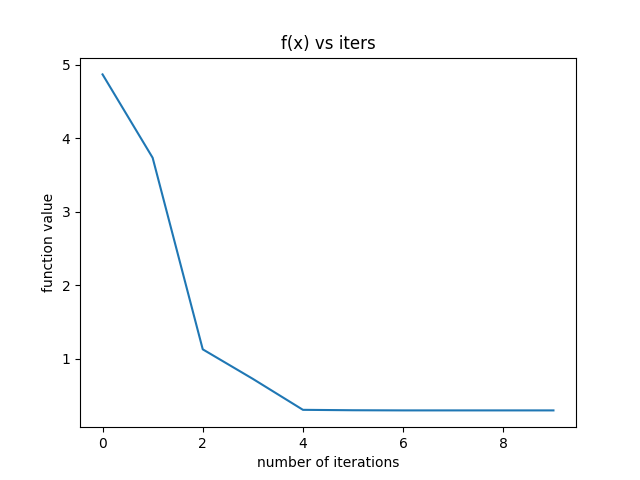 f(x) vs iters
5
4
3
2
1
function value
0 2 4 6 8
number of iterations